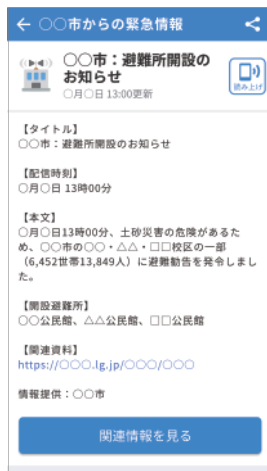 ○○市からの緊急情報
○○市：避難所開設の
お知らせ
○月○日 13:00更新
読み上げ
【タイトル】
○○市：避難所開設のお知らせ
【配信時刻】
○月○日 13時00分
【本文】
○月○日13時00分、土砂災害の危険があるた
め、○○市の○○・△△・□□校区の一部
（6,452世帯13,849人）に避難勧告を発令しまし
た。
【開設避難所】
○○公民館、△△公民館、□□公民館
【関連資料】
https://○○○.lg.jp/○○○/○○○
情報提供：○○市
関連情報を見る